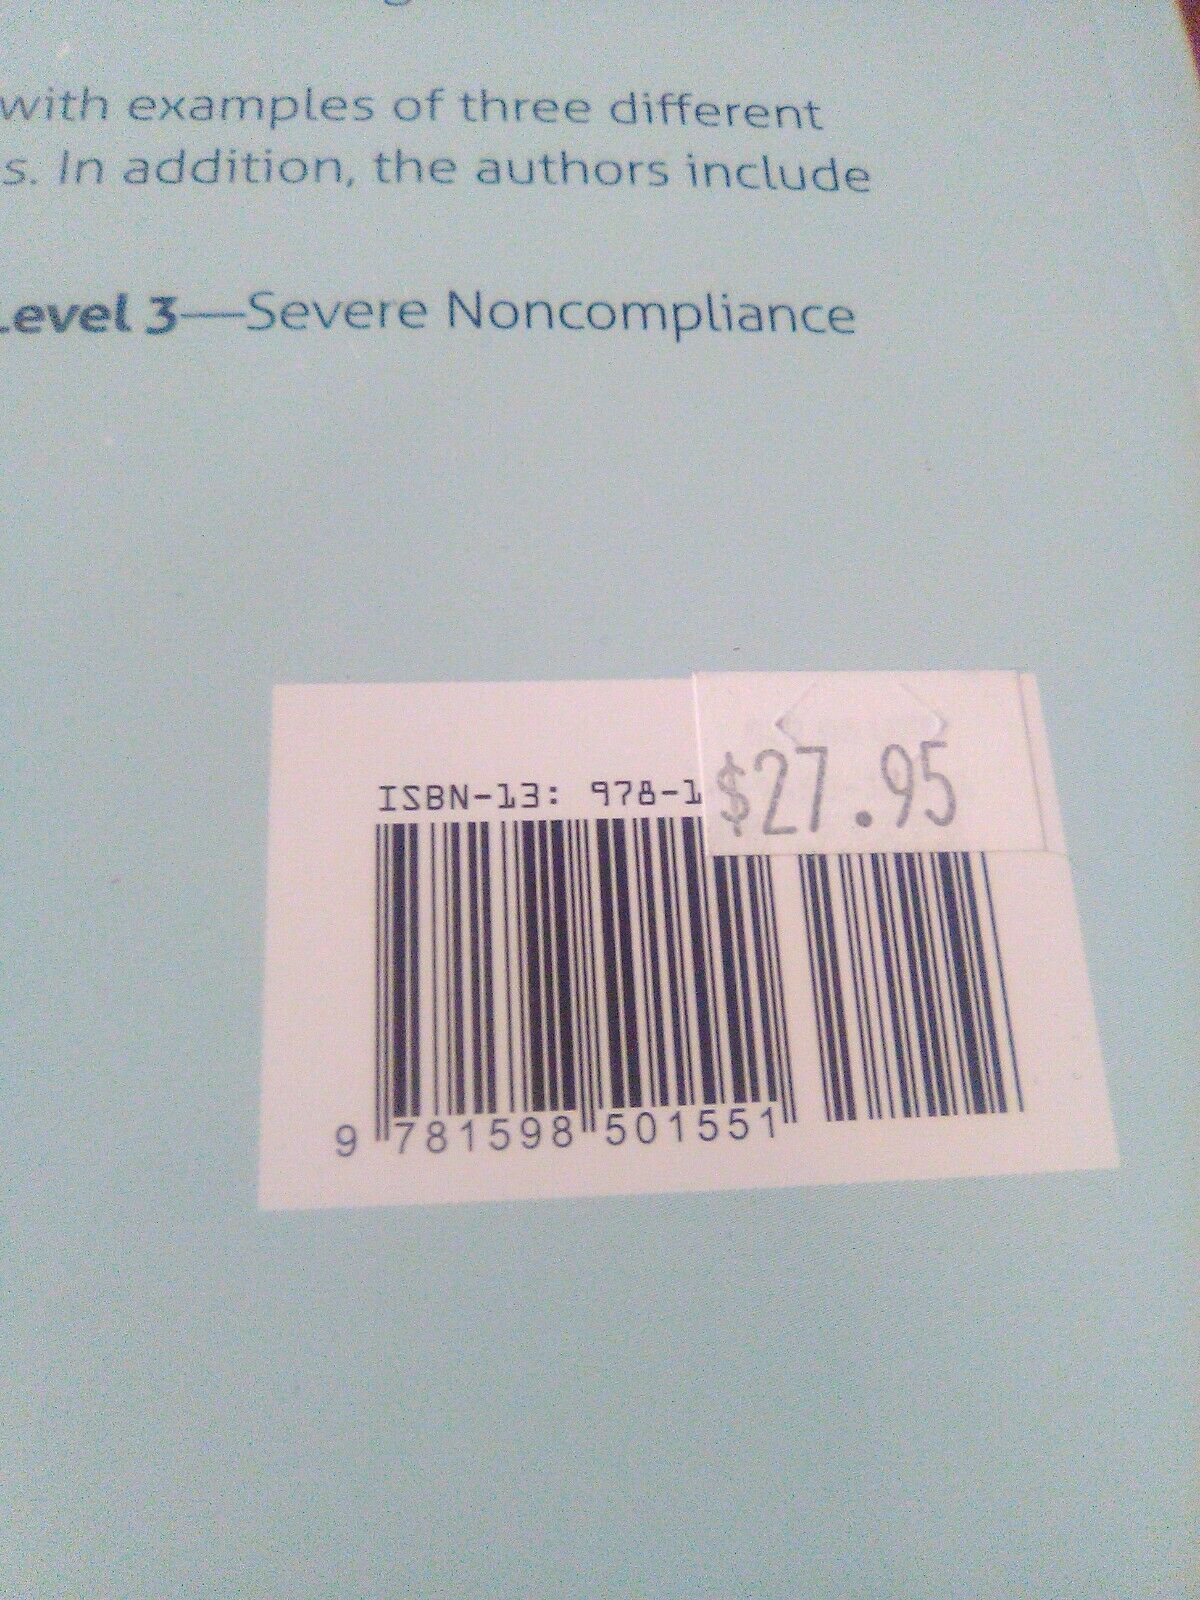 with examples of three different
s. In addition, the authors include
Level 3—Severe Noncompliance
$27.95
ISBN-13: 978-1
9 781598 501551